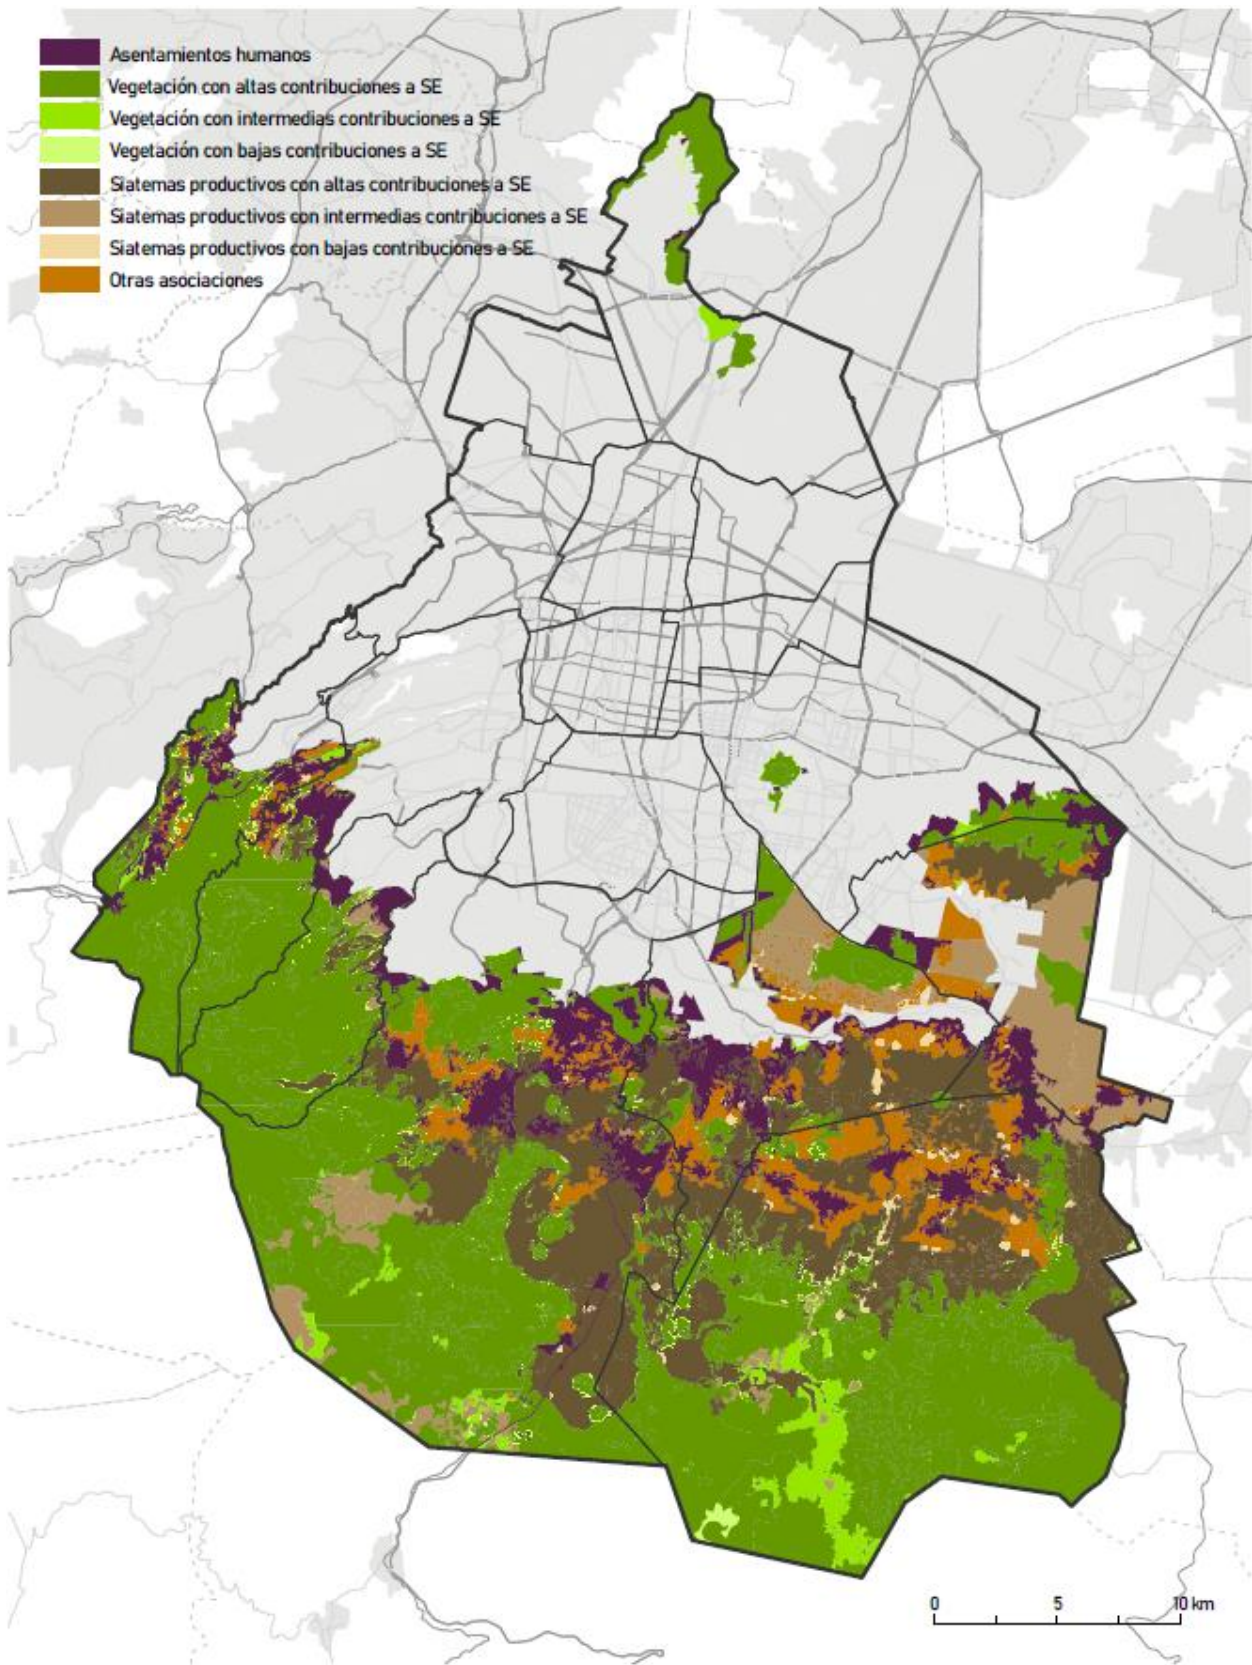 Asentamientos humanos
Vegetación con altas contribuciones a SE
Vegetación con intermedias contribuciones a SE
Vegetación con bajas contribuciones a SE
Siatemas productivos con altas contribuciones a SE
Siatemas productivos con intermedias contribuciones a SE
Siatemas productivos con bajas contribuciones a SE
Otras asociaciones
0 5 10 km